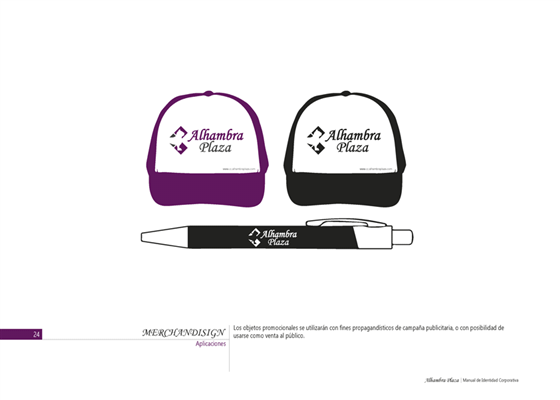 Alhambra
Plaza
Alhambra
Plaza
Alhambra
Plaza
24
MERCHANDISIGN
Aplicaciones
Los objetos promocionales se utilizarán con fines propagandísticos de campaña publicitaria, o con posibilidad de
usarse como venta al público.
Alhambra Plaza | Manual de Identidad Corporativa